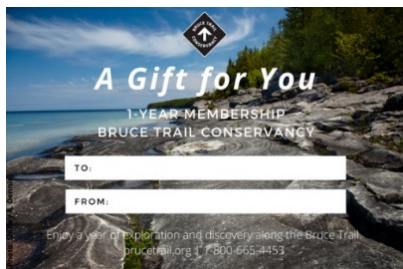 BRUCE TRAIL
CONSERVANCY
A Gift for You
1-YEAR MEMBERSHIP
BRUCE TRAIL CONSERVANCY
TO:
FROM:
Enjoy a year of exploration and discovery along the Bruce Trail.
brucetrail.org | 1-800-665-4453